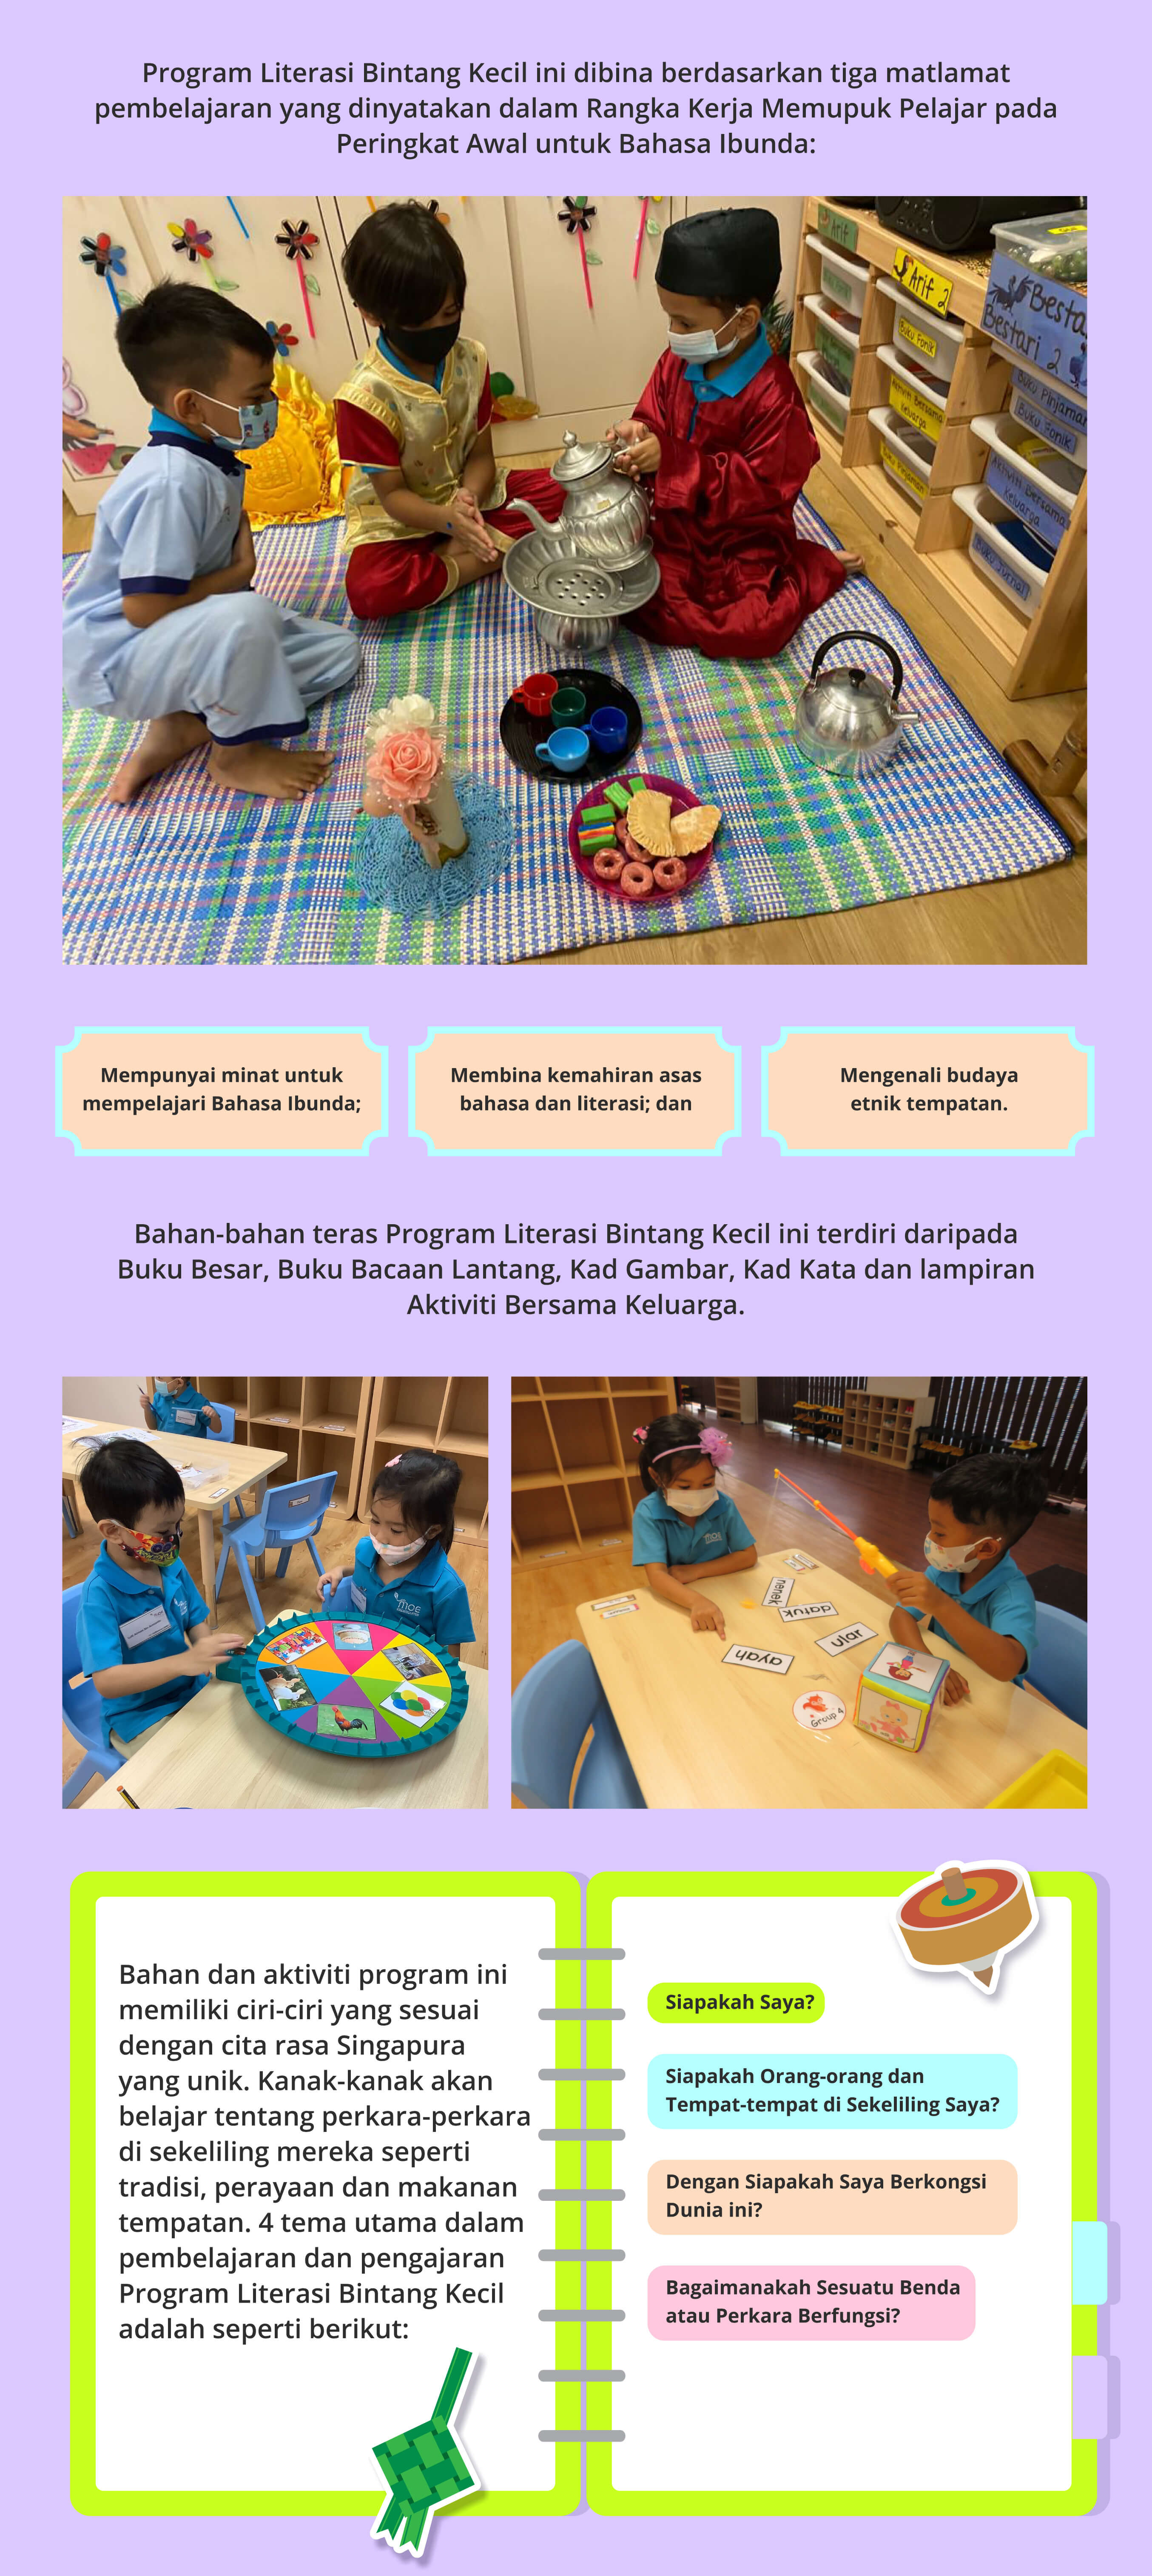 Program Literasi Bintang Kecil ini dibina berdasarkan tiga matlamat
pembelajaran yang dinyatakan dalam Rangka Kerja Memupuk Pelajar pada
Peringkat Awal untuk Bahasa Ibunda:
Arif
Arif 2
Buku Fonik
Aktiviti Bersama
Keluarga
Buku Pinjaman
Bestari 2
Buku Pinjaman
Buku Fonik
Aktiviti Bersama
Keluarga
Buku Jurnal
Mempunyai minat untuk
mempelajari Bahasa Ibunda;
Membina kemahiran asas
bahasa dan literasi; dan
Mengenali budaya
etnik tempatan.
Bahan-bahan teras Program Literasi Bintang Kecil ini terdiri daripada
Buku Besar, Buku Bacaan Lantang, Kad Gambar, Kad Kata dan lampiran
Aktiviti Bersama Keluarga.
moe
moe
nenek
datuk
ular
ayah
Group 4
Bahan dan aktiviti program ini
memiliki ciri-ciri yang sesuai
dengan cita rasa Singapura
yang unik. Kanak-kanak akan
belajar tentang perkara-perkara
di sekeliling mereka seperti
tradisi, perayaan dan makanan
tempatan. 4 tema utama dalam
pembelajaran dan pengajaran
Program Literasi Bintang Kecil
adalah seperti berikut:
Siapakah Saya?
Siapakah Orang-orang dan
Tempat-tempat di Sekeliling Saya?
Dengan Siapakah Saya Berkongsi
Dunia ini?
Bagaimanakah Sesuatu Benda
atau Perkara Berfungsi?